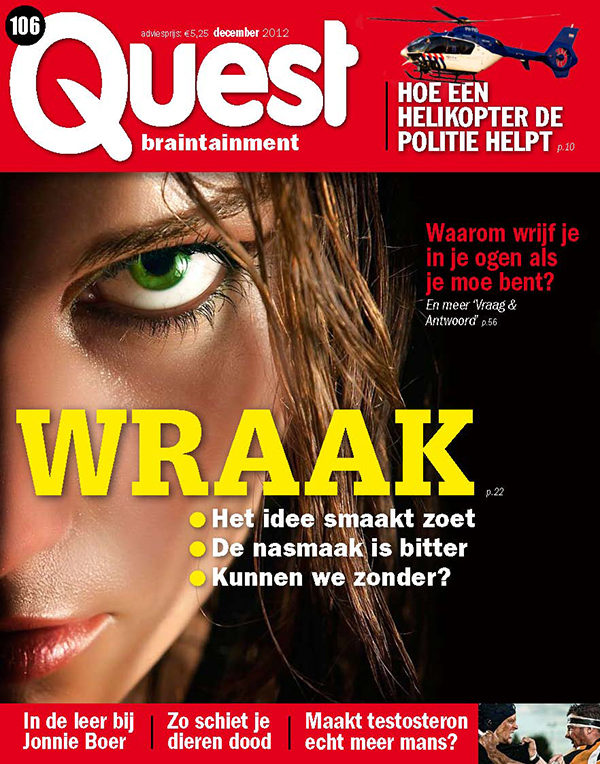 106
adviesprijs: €5,25 december 2012
Quest
braintainment
HOE EEN
HELIKOPTER DE
POLITIE HELPT p.10
Waarom wrijf je
in je ogen als
je moe bent?
En meer ‘Vraag &
Antwoord’ p.56
WRAAK p.22
Het idee smaakt zoet
De nasmaak is bitter
Kunnen we zonder?
In de leer bij
Jonnie Boer
Zo schiet je
dieren dood
Maakt testosteron
echt meer mans?